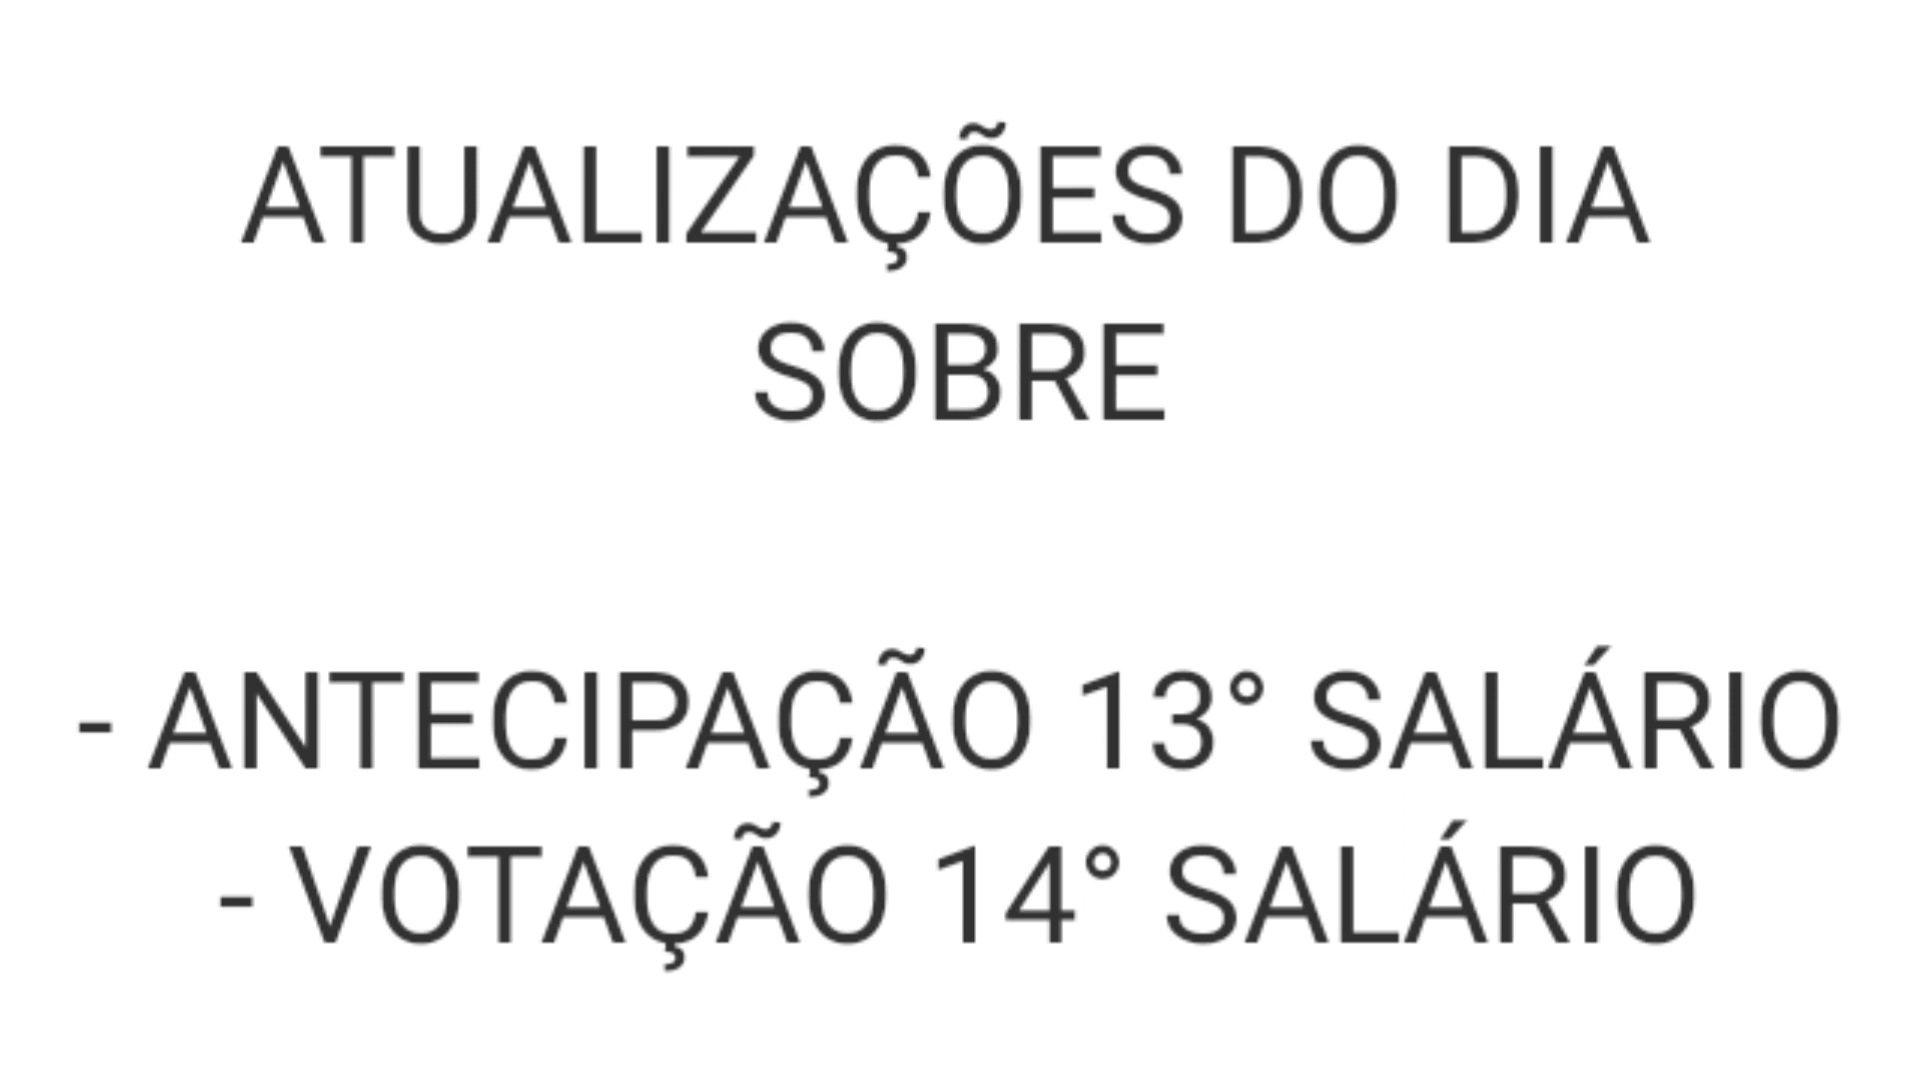 ATUALIZAÇÕES DO DIA
SOBRE
- ANTECIPAÇÃO 13° SALÁRIO
- VOTAÇÃO 14° SALÁRIO